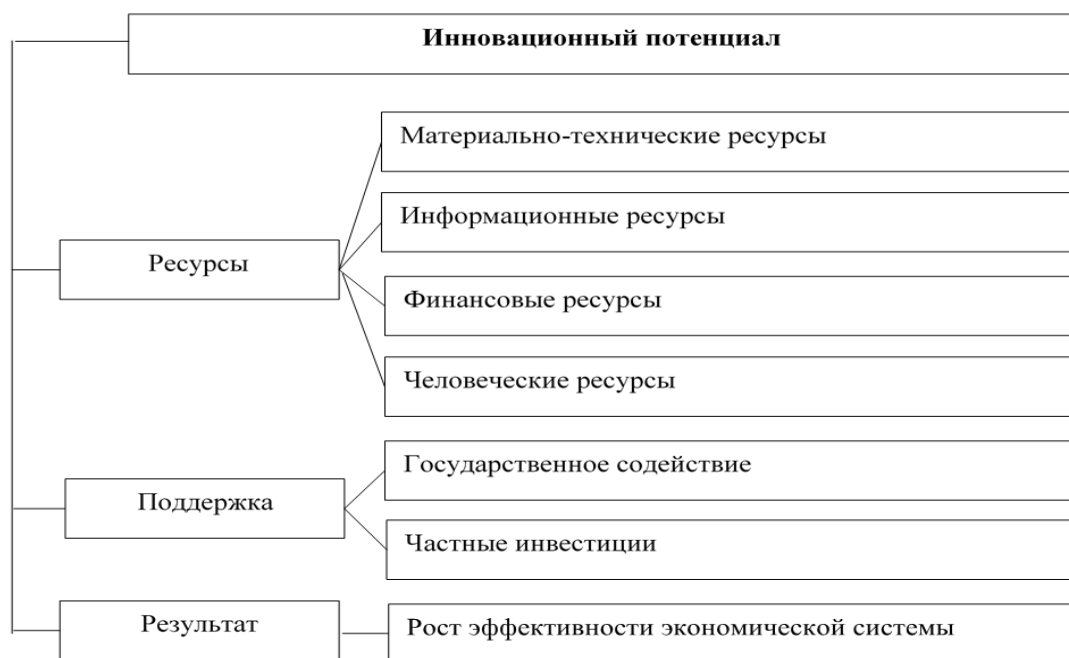 Инновационный потенциал
Материально-технические ресурсы
Информационные ресурсы
Ресурсы
Финансовые ресурсы
Человеческие ресурсы
Государственное содействие
Поддержка
Частные инвестиции
Результат
Рост эффективности экономической системы